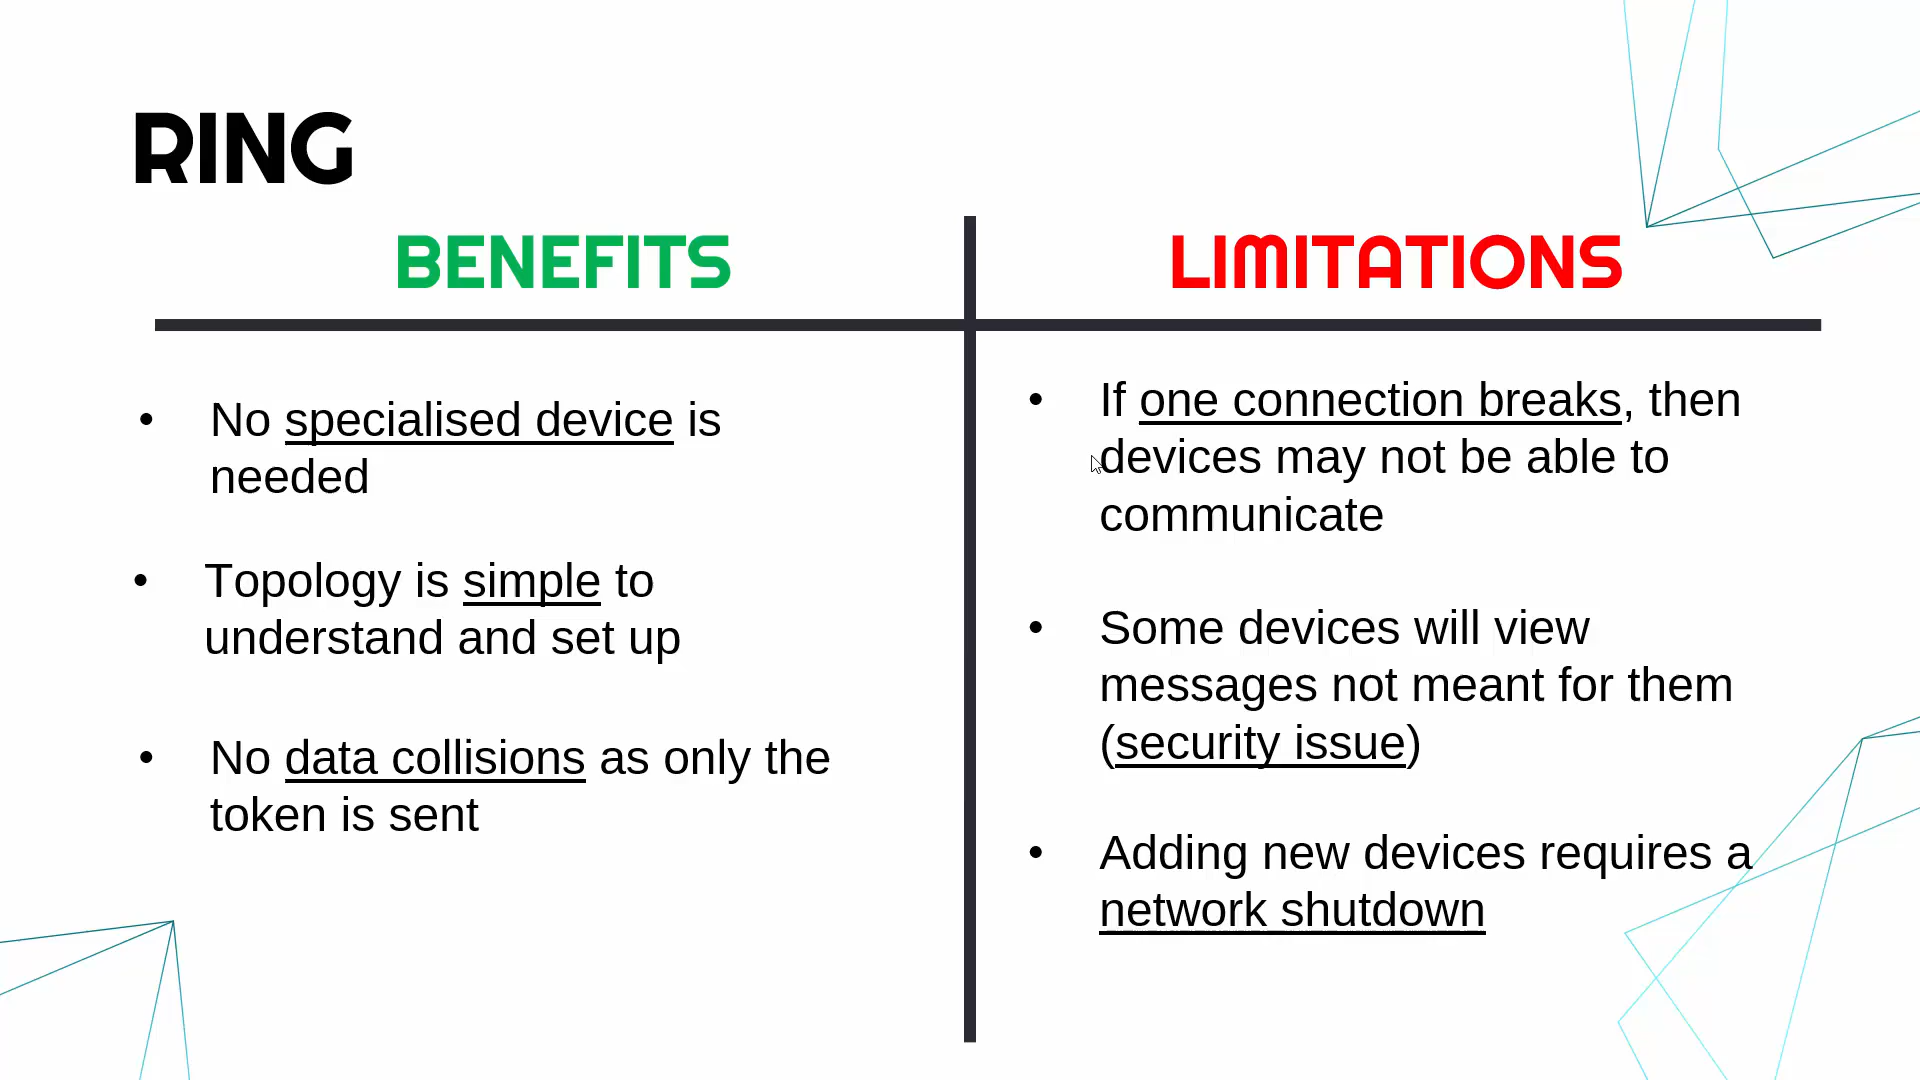 RING
BENEFITS
LIMITATIONS
• No specialised device is
needed
• Topology is simple to
understand and set up
• No data collisions as only the
token is sent
• If one connection breaks, then
devices may not be able to
communicate
• Some devices will view
messages not meant for them
(security issue)
• Adding new devices requires a
network shutdown